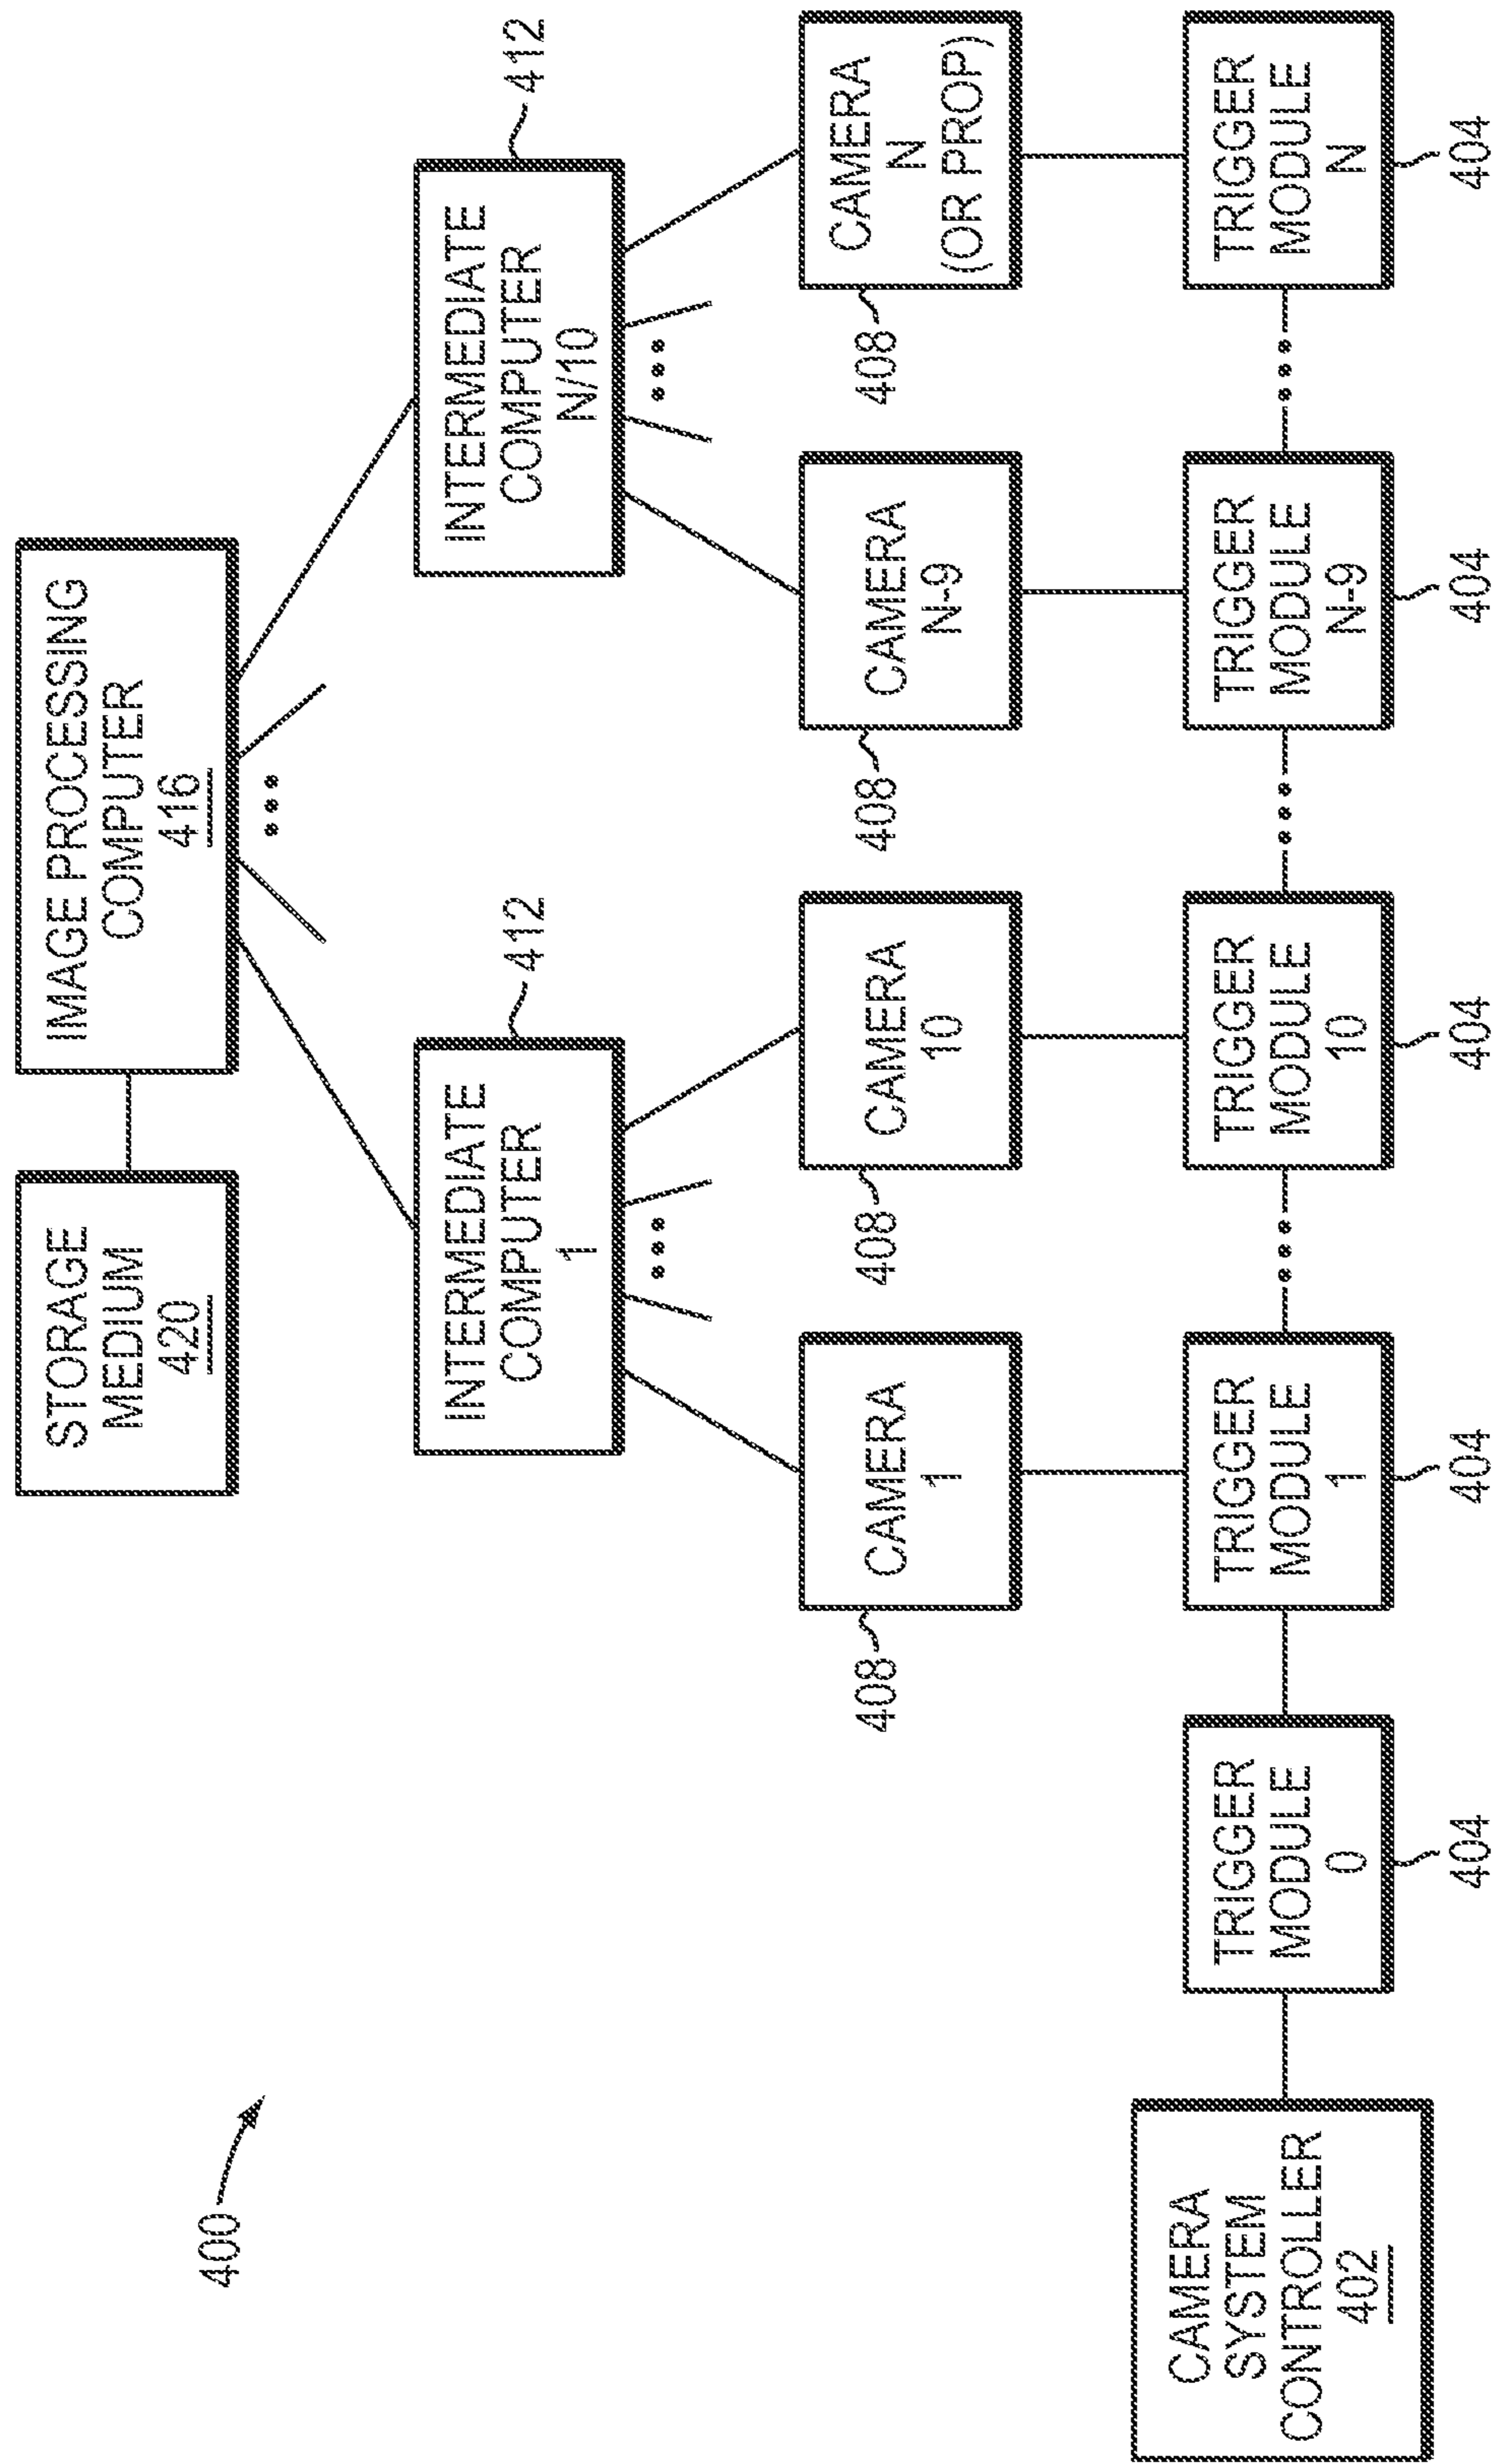 400
STORAGE
MEDIUM
420
IMAGE PROCESSING
COMPUTER
416
INTERMEDIATE
COMPUTER
1
412
INTERMEDIATE
COMPUTER
N/10
412
408
CAMERA
1
408
CAMERA
10
408
CAMERA
N-9
408
CAMERA
N
(OR PROP)
CAMERA
SYSTEM
CONTROLLER
402
TRIGGER
MODULE
0
404
TRIGGER
MODULE
1
404
TRIGGER
MODULE
10
404
TRIGGER
MODULE
N-9
404
TRIGGER
MODULE
N
404